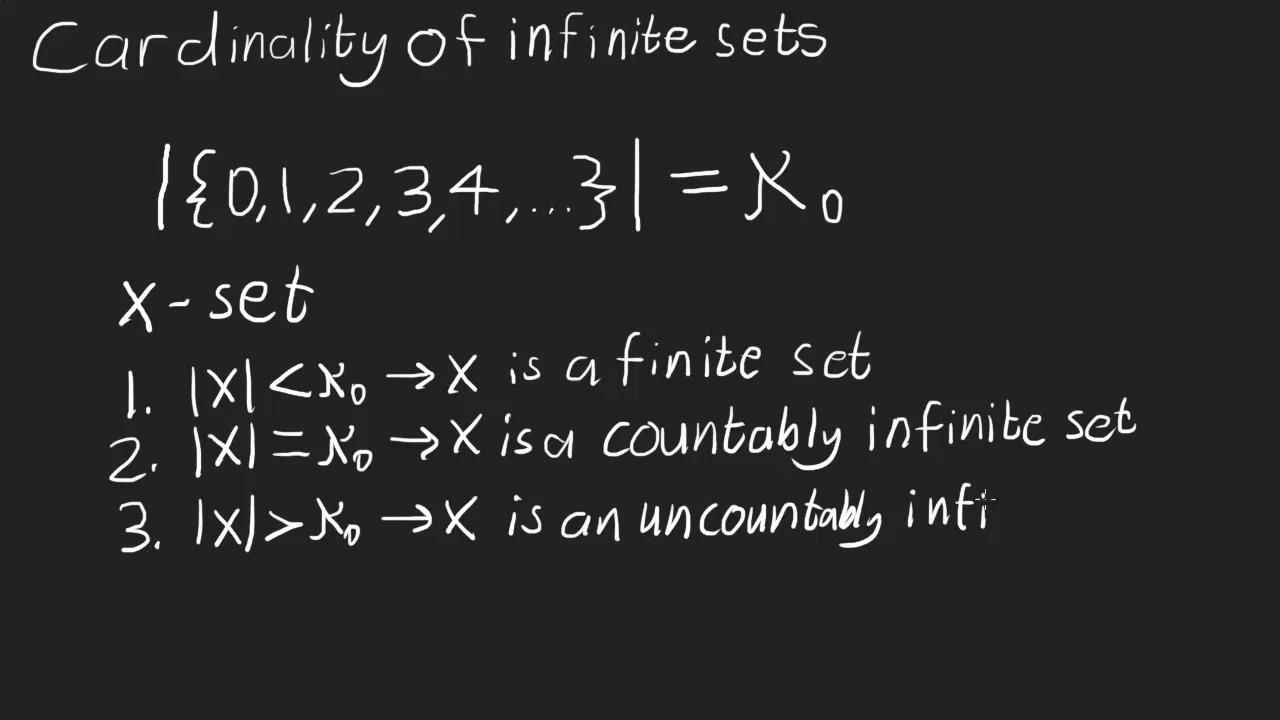 Cardinality of infinite sets
|{0,1,2,3,4,...}| = ℵ₀
X - set
1. |X| < ℵ₀ → X is a finite set
2. |X| = ℵ₀ → X is a countably infinite set
3. |X| > ℵ₀ → X is an uncountably infi